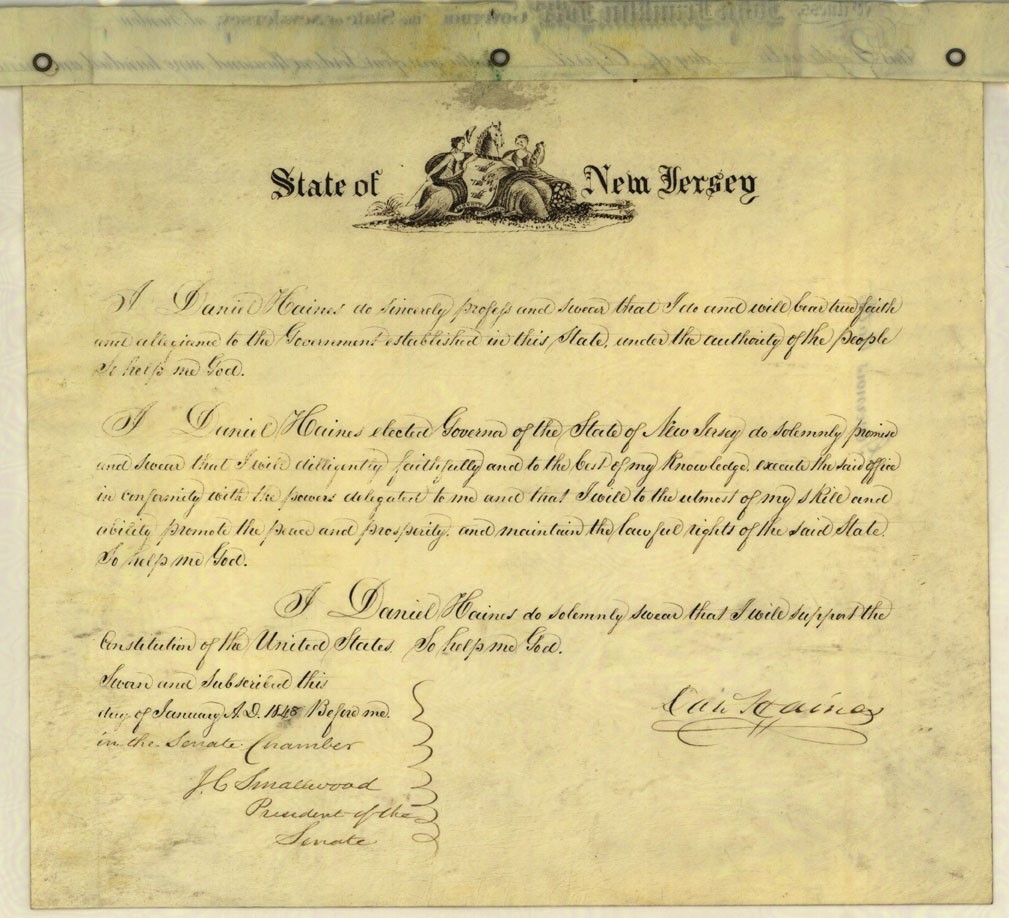 State of New Jersey
I Daniel Haines do sincerely profess and swear that I do and will bear true faith
and allegiance to the Government established in this State, under the authority of the people
So help me God.
I Daniel Haines elected Governor of the State of New Jersey do solemnly promise
and swear that I will dilligently faithfully and to the best of my knowledge, execute the said office
in conformity with the powers delegated to me and that I will to the utmost of my skill and
ability promote the peace and prosperity, and maintain the lawful rights of the said State.
So help me God.
I Daniel Haines do solemnly swear that I will support the
Constitution of the United States So help me God.
Sworn and Subscribed this
day of January A.D. 1848 Before me.
in the Senate Chamber
Dan Haines
J C Smallwood
President of the
Senate